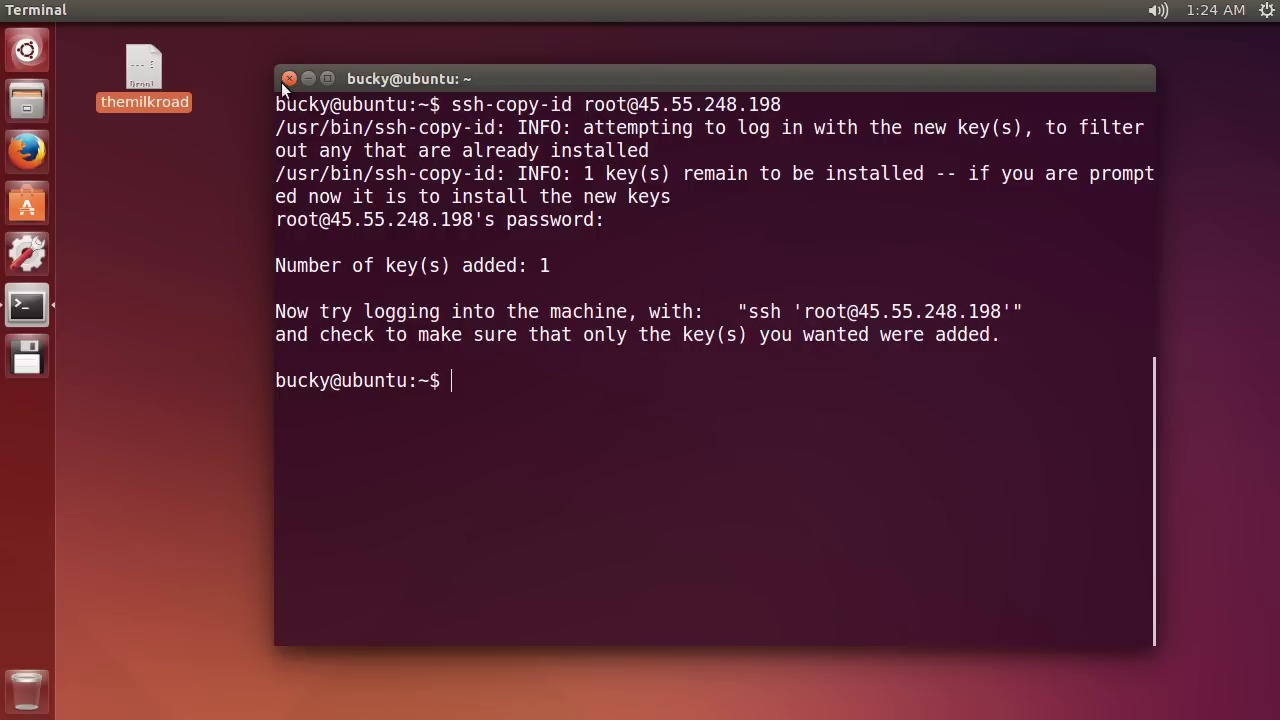 Terminal
1:24 AM
themilkroad
bucky@ubuntu: ~
bucky@ubuntu:~$ ssh-copy-id root@45.55.248.198
/usr/bin/ssh-copy-id: INFO: attempting to log in with the new key(s), to filter
out any that are already installed
/usr/bin/ssh-copy-id: INFO: 1 key(s) remain to be installed -- if you are prompt
ed now it is to install the new keys
root@45.55.248.198's password:
Number of key(s) added: 1
Now try logging into the machine, with:   "ssh 'root@45.55.248.198'"
and check to make sure that only the key(s) you wanted were added.
bucky@ubuntu:~$